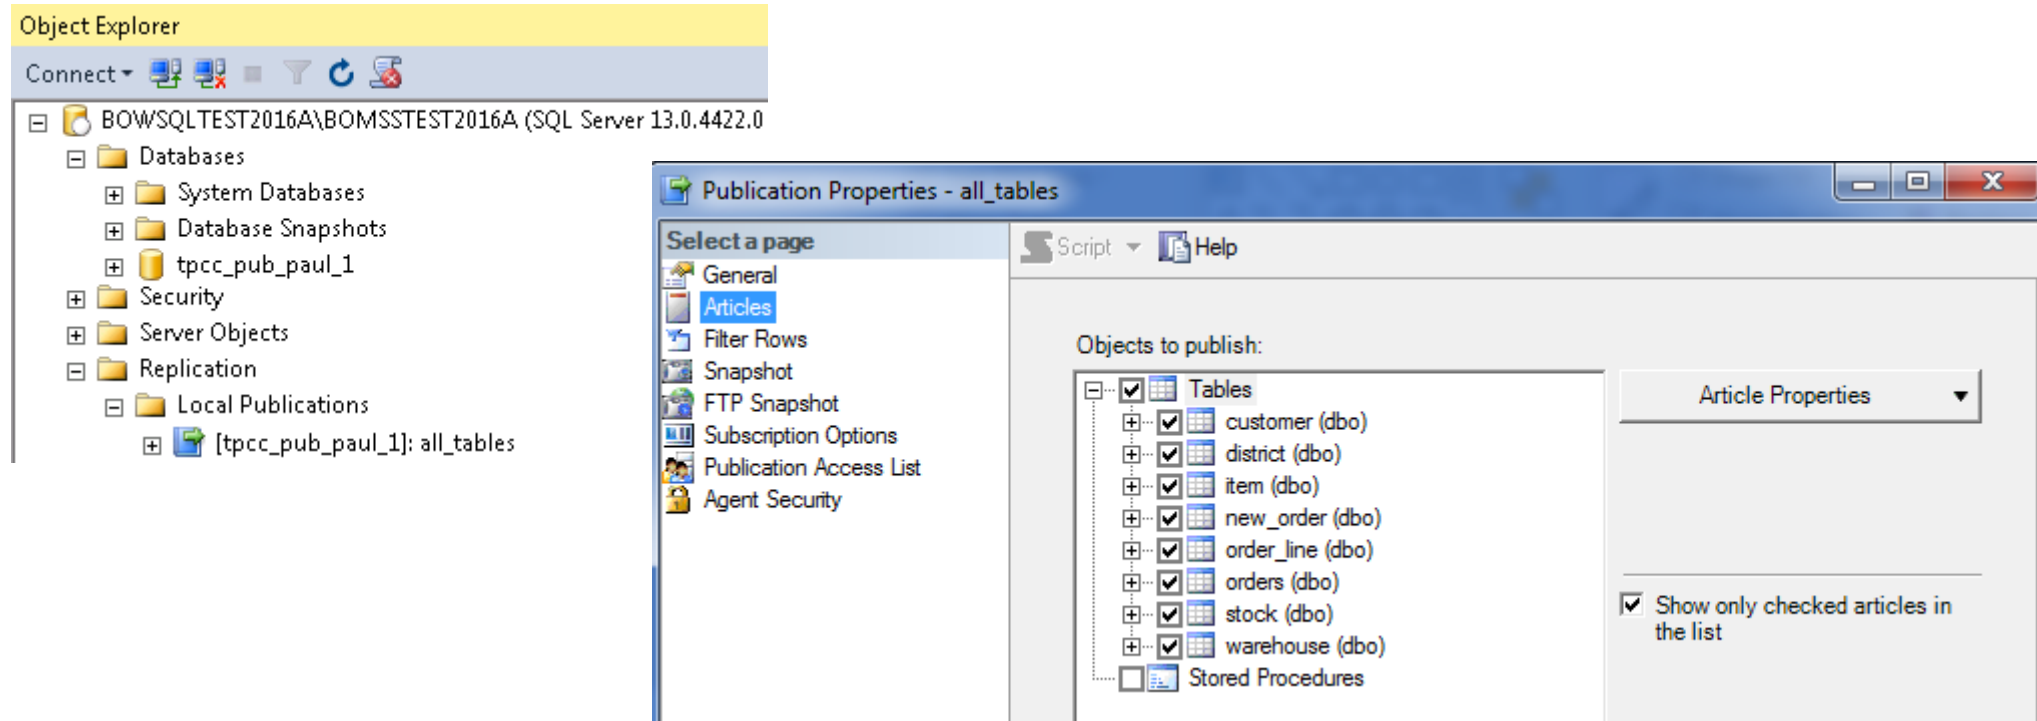 Object Explorer
Connect
BOWSQLTEST2016A\BOMSSTEST2016A (SQL Server 13.0.4422.0
Databases
System Databases
Database Snapshots
tpcc_pub_paul_1
Security
Server Objects
Replication
Local Publications
[tpcc_pub_paul_1]: all_tables
Publication Properties - all_tables
Select a page
General
Articles
Filter Rows
Snapshot
FTP Snapshot
Subscription Options
Publication Access List
Agent Security
Script
Help
Objects to publish:
Tables
customer (dbo)
district (dbo)
item (dbo)
new_order (dbo)
order_line (dbo)
orders (dbo)
stock (dbo)
warehouse (dbo)
Stored Procedures
Article Properties
Show only checked articles in
the list